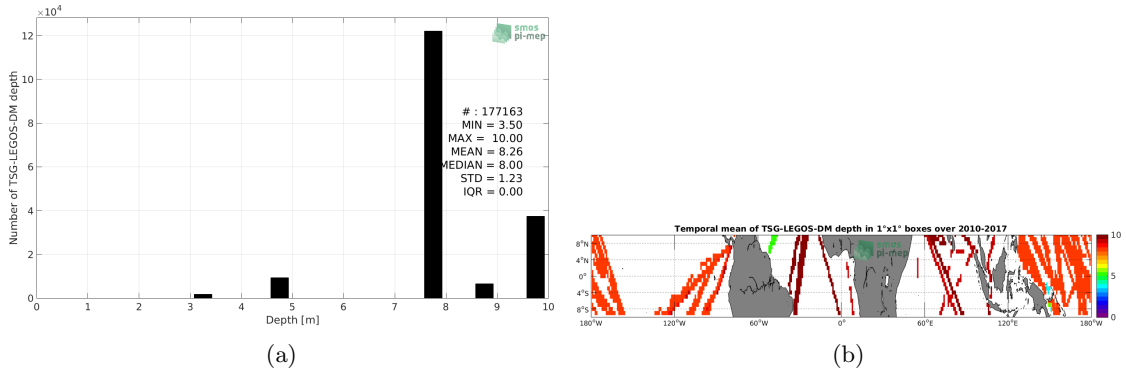 ×10⁴
12
10
8
6
4
2
0
Number of TSG-LEGOS-DM depth
smos
pi-mep
# : 177163
MIN = 3.50
MAX = 10.00
MEAN = 8.26
MEDIAN = 8.00
STD = 1.23
IQR = 0.00
0 1 2 3 4 5 6 7 8 9 10
Depth [m]
(a)
Temporal mean of TSG-LEGOS-DM depth in 1°x1° boxes over 2010-2017
smos
pi-mep
8°N
4°N
0°
4°S
8°S
180°W 120°W 60°W 0° 60°E 120°E 180°W
10
5
0
(b)